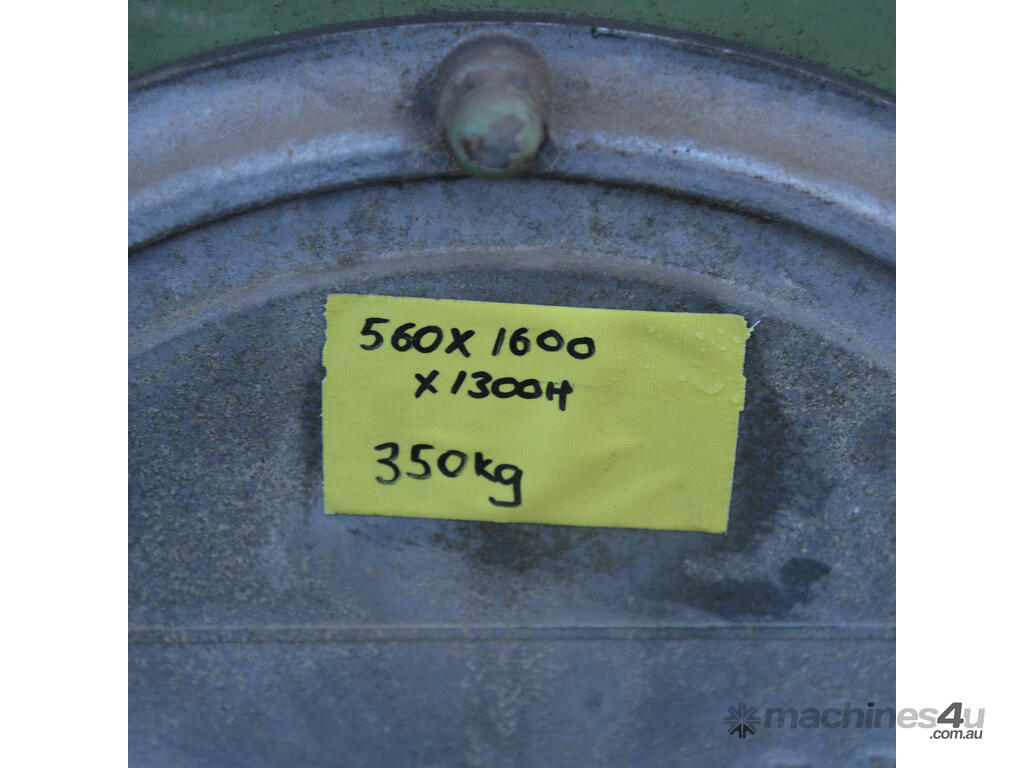 560X 1600
X 1300H
350kg
machines4u
.com.au